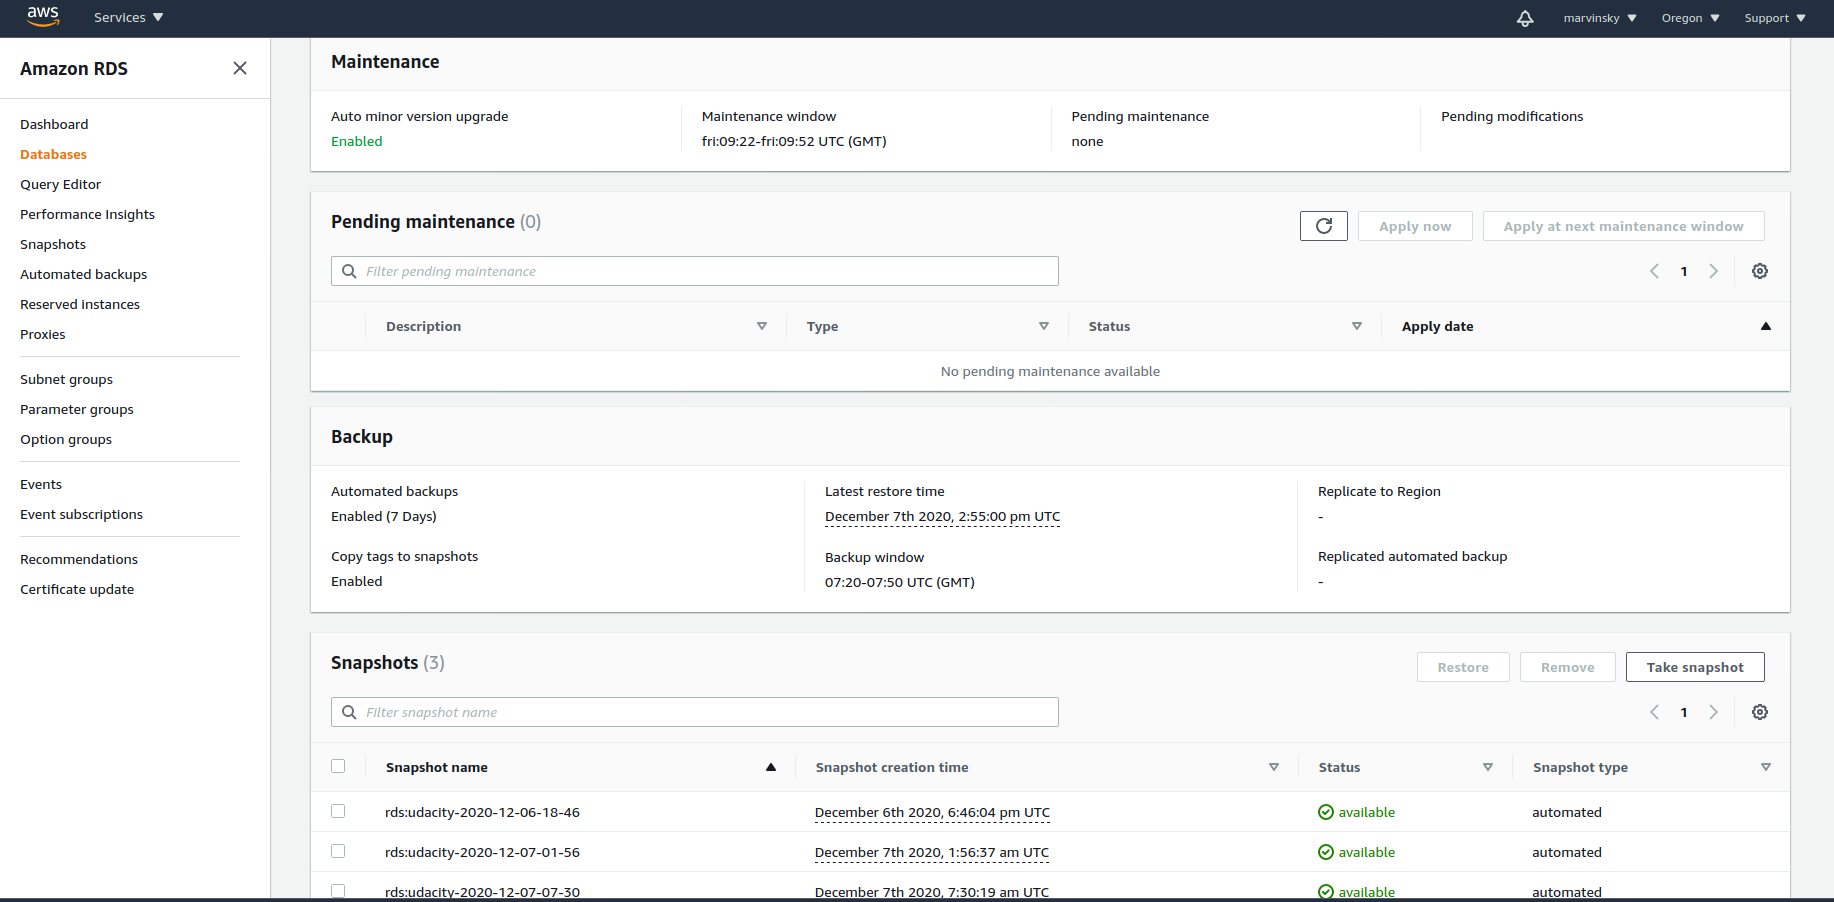 aws
Services
marvinsky
Oregon
Support
Amazon RDS
Dashboard
Databases
Query Editor
Performance Insights
Snapshots
Automated backups
Reserved instances
Proxies
Subnet groups
Parameter groups
Option groups
Events
Event subscriptions
Recommendations
Certificate update
Maintenance
Auto minor version upgrade
Enabled
Maintenance window
fri:09:22-fri:09:52 UTC (GMT)
Pending maintenance
none
Pending modifications
Pending maintenance (0)
Apply now
Apply at next maintenance window
Filter pending maintenance
1
Description
Type
Status
Apply date
No pending maintenance available
Backup
Automated backups
Enabled (7 Days)
Copy tags to snapshots
Enabled
Latest restore time
December 7th 2020, 2:55:00 pm UTC
Backup window
07:20-07:50 UTC (GMT)
Replicate to Region
-
Replicated automated backup
-
Snapshots (3)
Restore
Remove
Take snapshot
Filter snapshot name
1
Snapshot name
Snapshot creation time
Status
Snapshot type
rds:udacity-2020-12-06-18-46
December 6th 2020, 6:46:04 pm UTC
available
automated
rds:udacity-2020-12-07-01-56
December 7th 2020, 1:56:37 am UTC
available
automated
rds:udacity-2020-12-07-07-30
December 7th 2020, 7:30:19 am UTC
available
automated